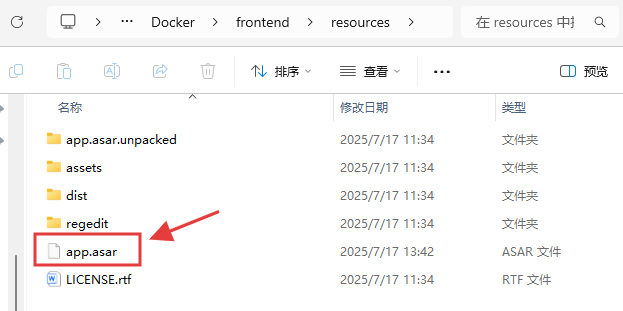 Docker > frontend > resources > 在 resources 中搜
排序 查看 ... 预览
名称 修改日期 类型
app.asar.unpacked 2025/7/17 11:34 文件夹
assets 2025/7/17 11:34 文件夹
dist 2025/7/17 11:34 文件夹
regedit 2025/7/17 11:34 文件夹
app.asar 2025/7/17 13:42 ASAR 文件
LICENSE.rtf 2025/7/17 11:34 RTF 文件